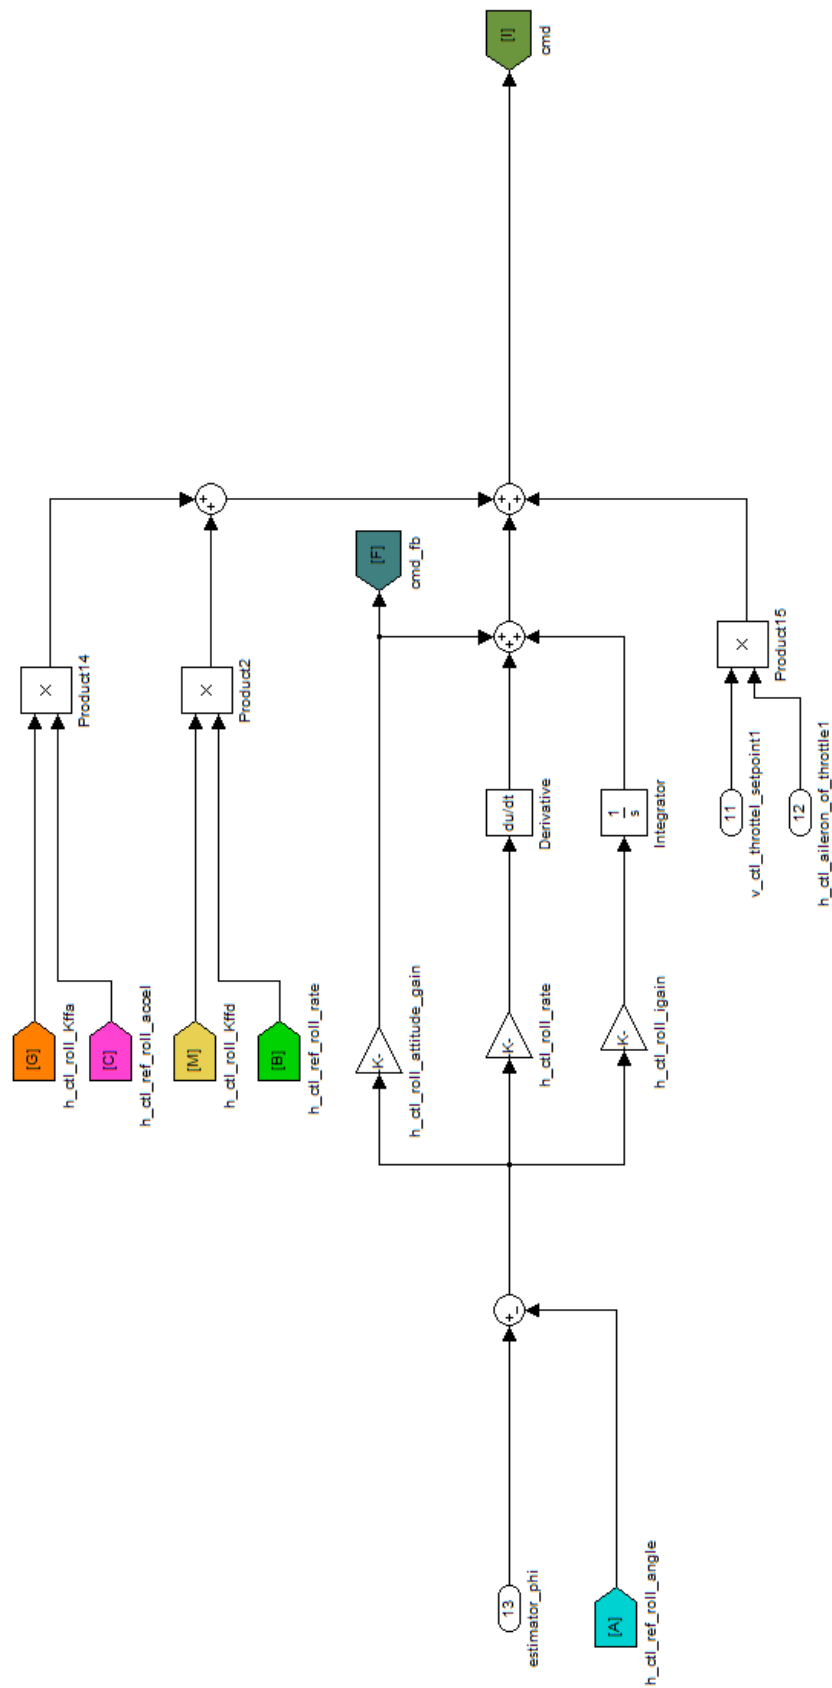 [I]
cmd
+
+
+
-
+
[F]
cmd_fb
×
Product14
×
Product2
+
+
×
Product15
du/dt
Derivative
1
s
Integrator
11
v_ctl_throttel_setpoint1
12
h_ctl_aileron_of_throttle1
[G]
h_ctl_roll_Kffa
[C]
h_ctl_ref_roll_accel
[M]
h_ctl_roll_Kffd
[B]
h_ctl_ref_roll_rate
K-
h_ctl_roll_attitude_gain
K-
h_ctl_roll_rate
K-
h_ctl_roll_igain
+
-
13
estimator_phi
[A]
h_ctl_ref_roll_angle